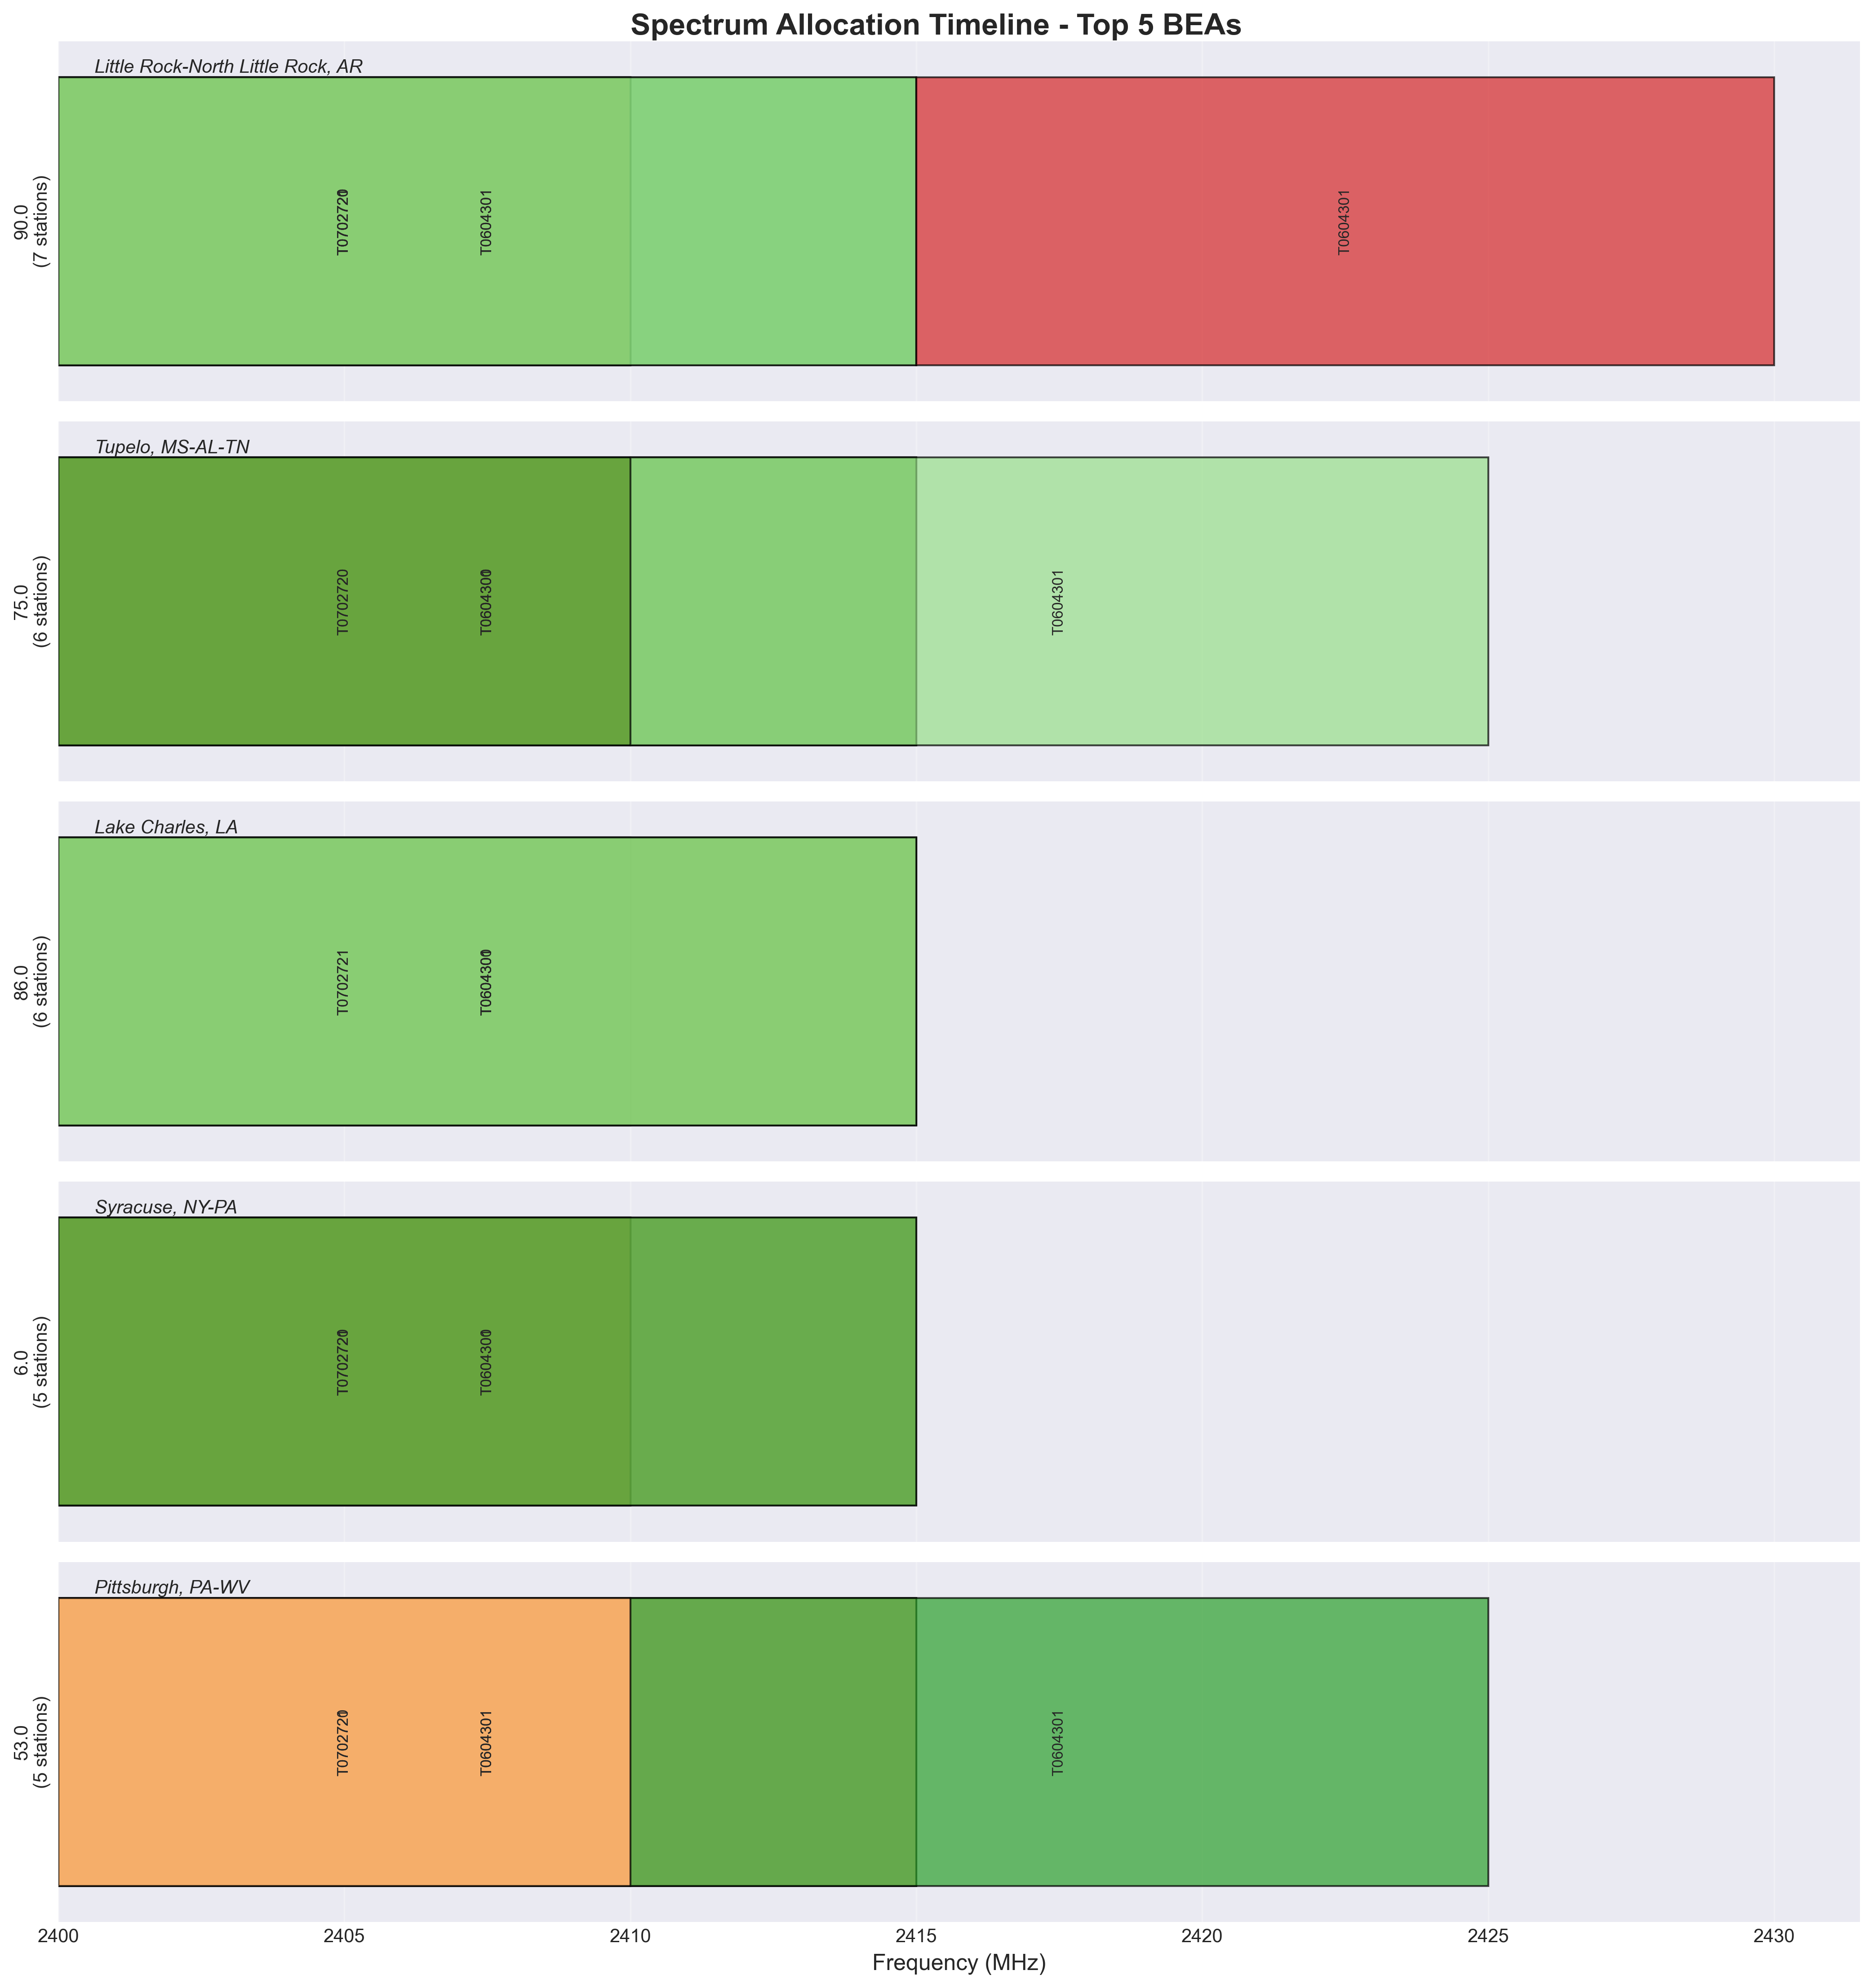 Spectrum Allocation Timeline - Top 5 BEAs
Little Rock-North Little Rock, AR
90.0
(7 stations)
T0604301
T0604301
Tupelo, MS-AL-TN
75.0
(6 stations)
T0702720
T0604301
Lake Charles, LA
86.0
(6 stations)
T0702721
Syracuse, NY-PA
6.0
(5 stations)
Pittsburgh, PA-WV
53.0
(5 stations)
T0604301
T0604301
2400
2405
2410
2415
2420
2425
2430
Frequency (MHz)